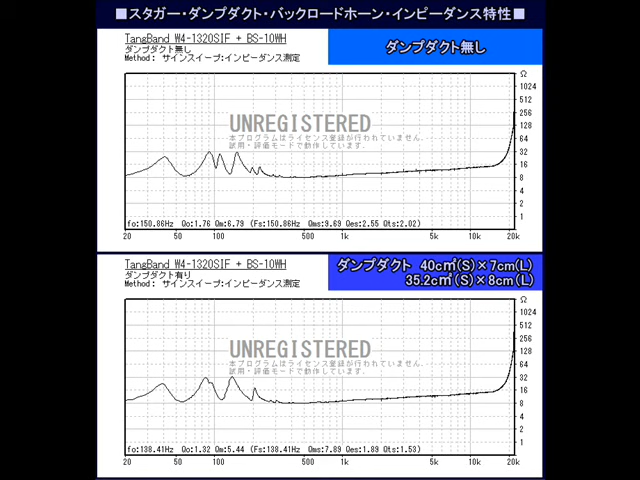 ■スタガー・ダンプダクト・バックロードホーン・インピーダンス特性■
TangBand W4-1320SIF + BS-10WH
ダンプダクト無し
Method: サインスイープ:インピーダンス測定
ダンプダクト無し
Ω
1024
512
256
128
64
32
16
8
4
2
1
UNREGISTERED
本プログラムはライセンス登録が行われていません.
試用・評価モードで動作しています.
fo:150.86Hz Qo:1.76 Qm:6.79 (Fs:150.86Hz Qms:9.69 Qes:2.55 Qts:2.02)
20 50 100 500 1k 5k 10k 20k
TangBand W4-1320SIF + BS-10WH
ダンプダクト有り
Method: サインスイープ:インピーダンス測定
ダンプダクト 40c㎡(S)×7cm(L)
35.2c㎡(S)×8cm(L)
Ω
1024
512
256
128
64
32
16
8
4
2
1
UNREGISTERED
本プログラムはライセンス登録が行われていません.
試用・評価モードで動作しています.
fo:138.41Hz Qo:1.32 Qm:5.44 (Fs:138.41Hz Qms:7.89 Qes:1.89 Qts:1.53)
20 50 100 500 1k 5k 10k 20k